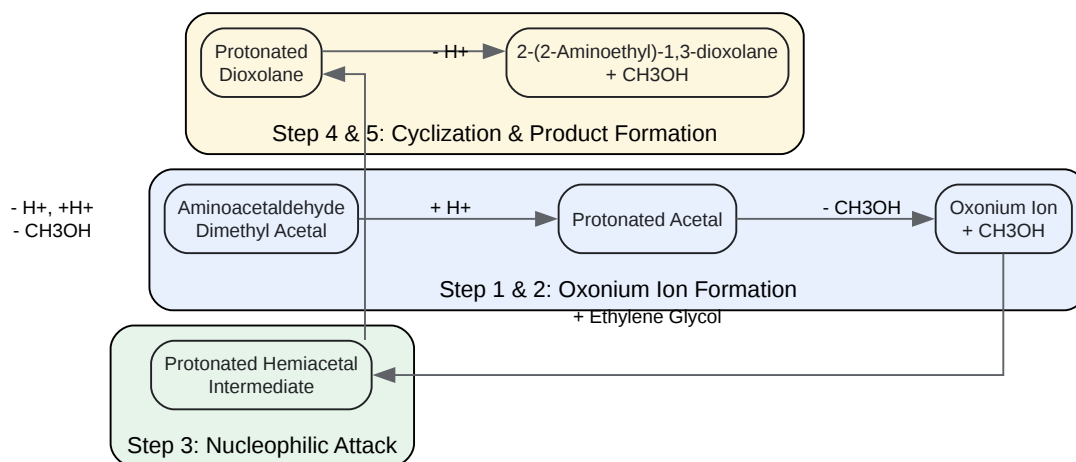 Protonated
Dioxolane
- H+
2-(2-Aminoethyl)-1,3-dioxolane
+ CH3OH
Step 4 & 5: Cyclization & Product Formation
- H+, +H+
- CH3OH
Aminoacetaldehyde
Dimethyl Acetal
+ H+
Protonated Acetal
- CH3OH
Oxonium Ion
+ CH3OH
Step 1 & 2: Oxonium Ion Formation
+ Ethylene Glycol
Protonated Hemiacetal
Intermediate
Step 3: Nucleophilic Attack